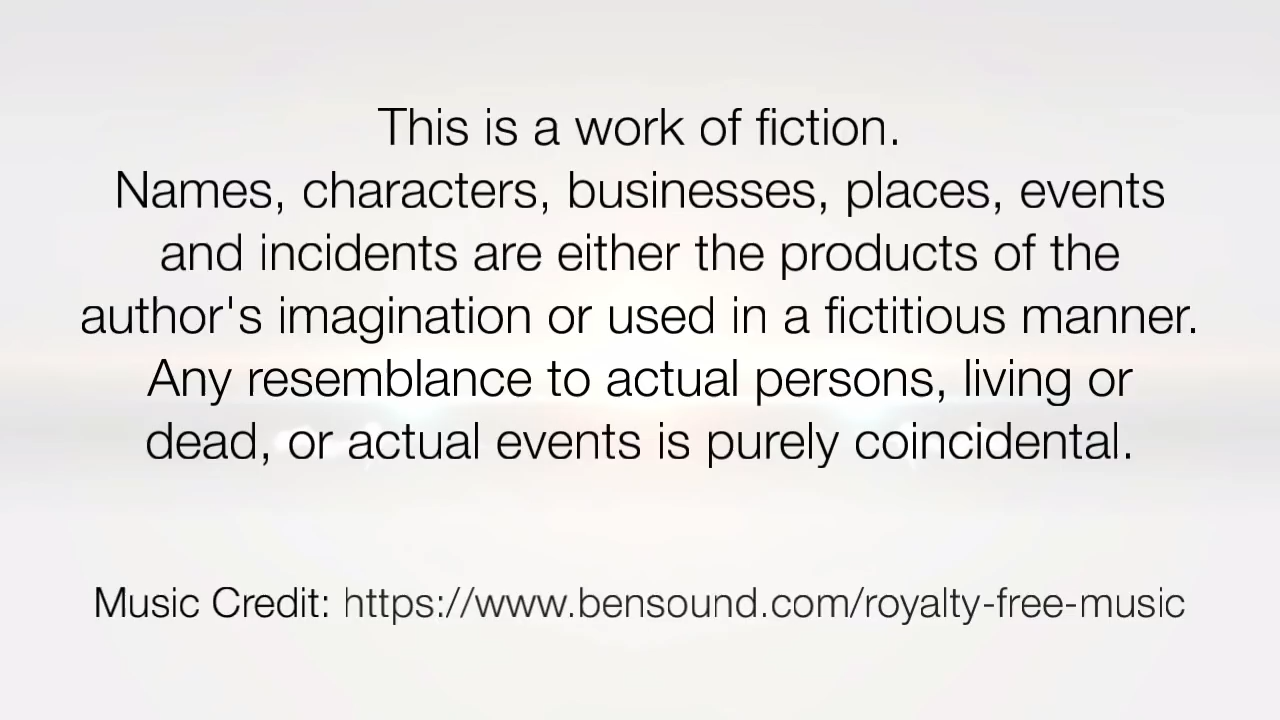 This is a work of fiction.
Names, characters, businesses, places, events
and incidents are either the products of the
author's imagination or used in a fictitious manner.
Any resemblance to actual persons, living or
dead, or actual events is purely coincidental.
Music Credit: https://www.bensound.com/royalty-free-music